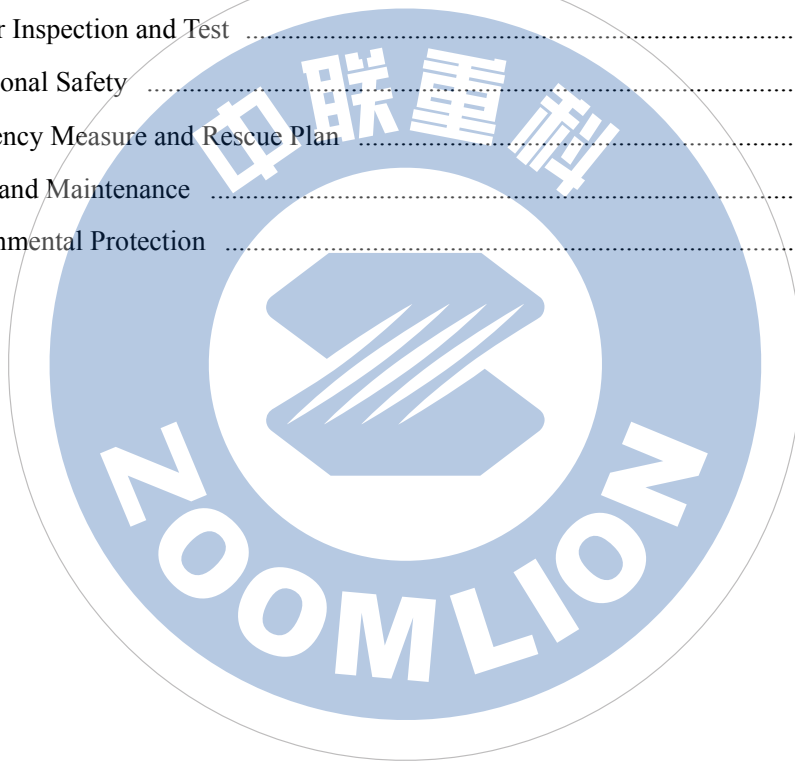 r Inspection and Test ................................................................
onal Safety ................................................................
ency Measure and Rescue Plan ................................................................
and Maintenance ................................................................
nmental Protection ................................................................
中联重科
ZOOMLION